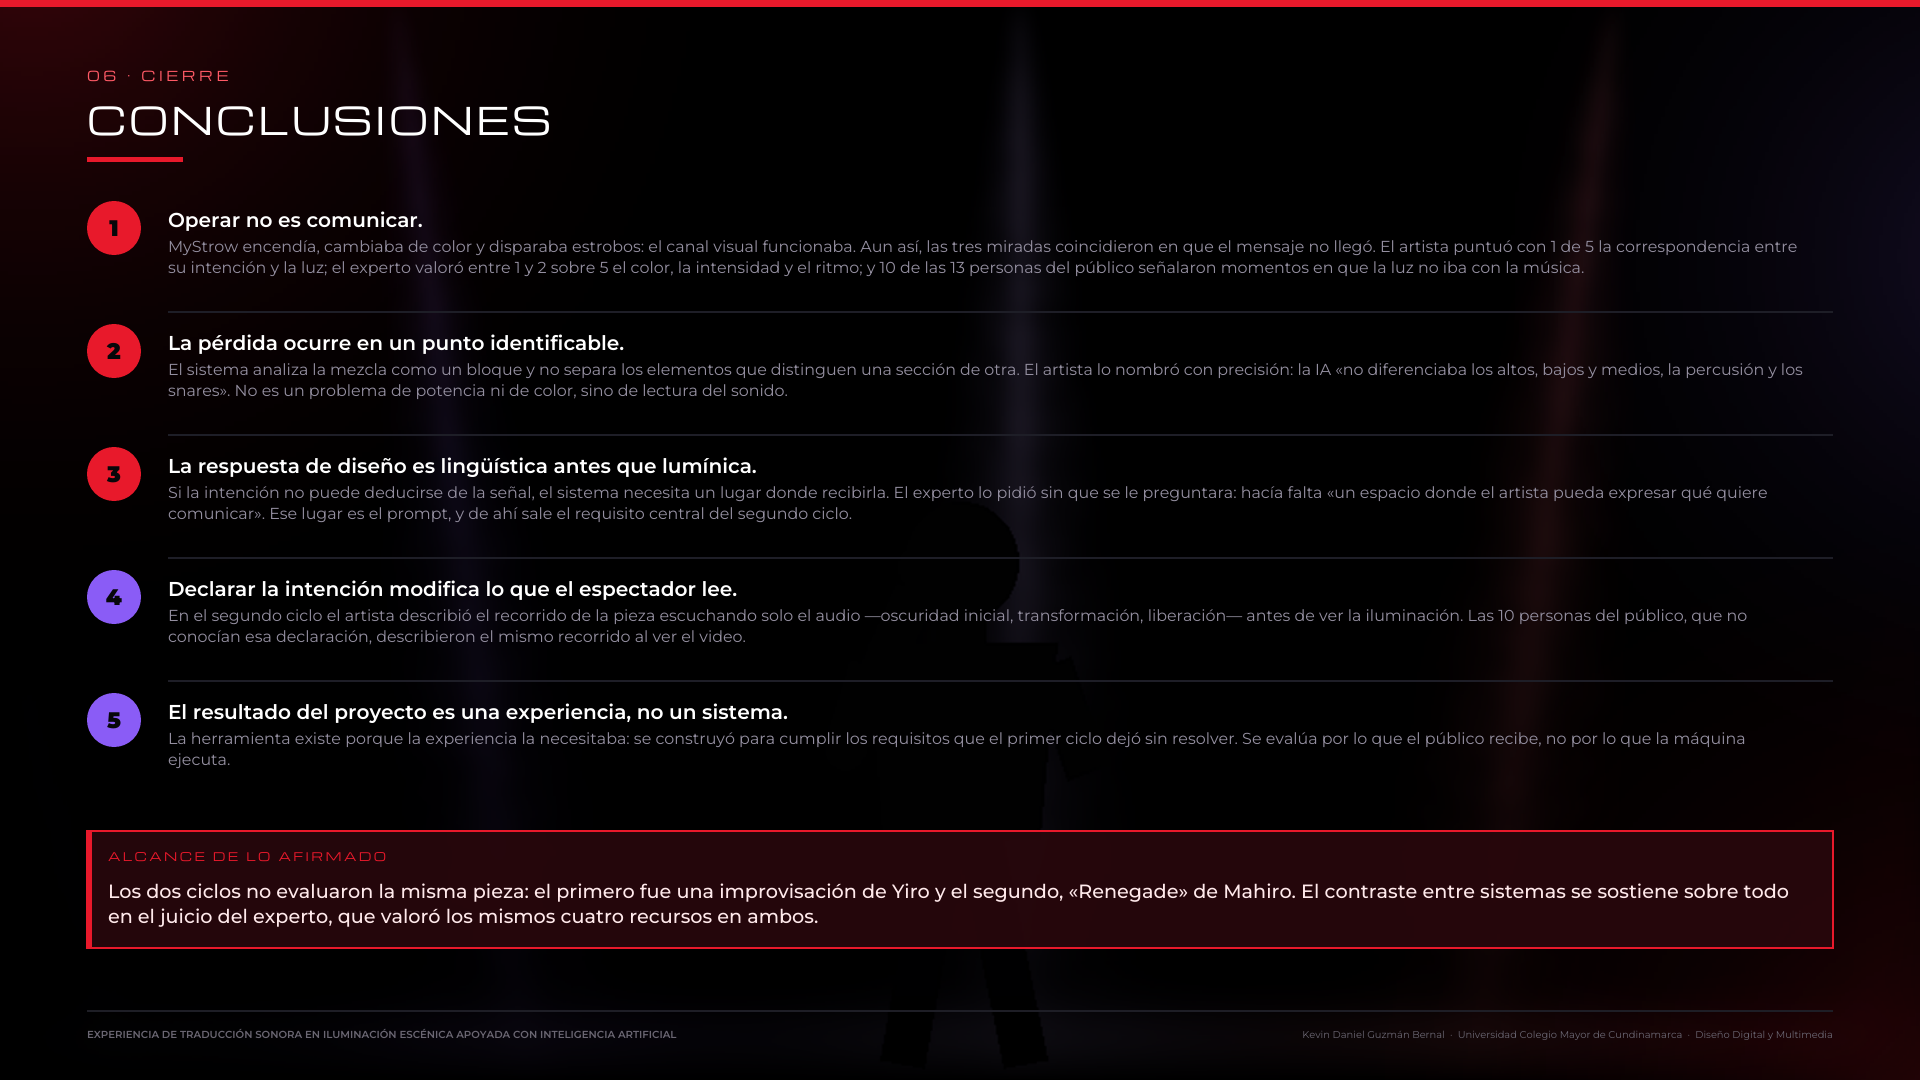 06 · CIERRE
CONCLUSIONES
1
Operar no es comunicar.
MyStrow encendía, cambiaba de color y disparaba estrobos: el canal visual funcionaba. Aun así, las tres miradas coincidieron en que el mensaje no llegó. El artista puntuó con 1 de 5 la correspondencia entre
su intención y la luz; el experto valoró entre 1 y 2 sobre 5 el color, la intensidad y el ritmo; y 10 de las 13 personas del público señalaron momentos en que la luz no iba con la música.
2
La pérdida ocurre en un punto identificable.
El sistema analiza la mezcla como un bloque y no separa los elementos que distinguen una sección de otra. El artista lo nombró con precisión: la IA «no diferenciaba los altos, bajos y medios, la percusión y los
snares». No es un problema de potencia ni de color, sino de lectura del sonido.
3
La respuesta de diseño es lingüística antes que lumínica.
Si la intención no puede deducirse de la señal, el sistema necesita un lugar donde recibirla. El experto lo pidió sin que se le preguntara: hacía falta «un espacio donde el artista pueda expresar qué quiere
comunicar». Ese lugar es el prompt, y de ahí sale el requisito central del segundo ciclo.
4
Declarar la intención modifica lo que el espectador lee.
En el segundo ciclo el artista describió el recorrido de la pieza escuchando solo el audio —oscuridad inicial, transformación, liberación— antes de ver la iluminación. Las 10 personas del público, que no
conocían esa declaración, describieron el mismo recorrido al ver el video.
5
El resultado del proyecto es una experiencia, no un sistema.
La herramienta existe porque la experiencia la necesitaba: se construyó para cumplir los requisitos que el primer ciclo dejó sin resolver. Se evalúa por lo que el público recibe, no por lo que la máquina
ejecuta.
ALCANCE DE LO AFIRMADO
Los dos ciclos no evaluaron la misma pieza: el primero fue una improvisación de Yiro y el segundo, «Renegade» de Mahiro. El contraste entre sistemas se sostiene sobre todo
en el juicio del experto, que valoró los mismos cuatro recursos en ambos.
EXPERIENCIA DE TRADUCCIÓN SONORA EN ILUMINACIÓN ESCÉNICA APOYADA CON INTELIGENCIA ARTIFICIAL
Kevin Daniel Guzmán Bernal · Universidad Colegio Mayor de Cundinamarca · Diseño Digital y Multimedia